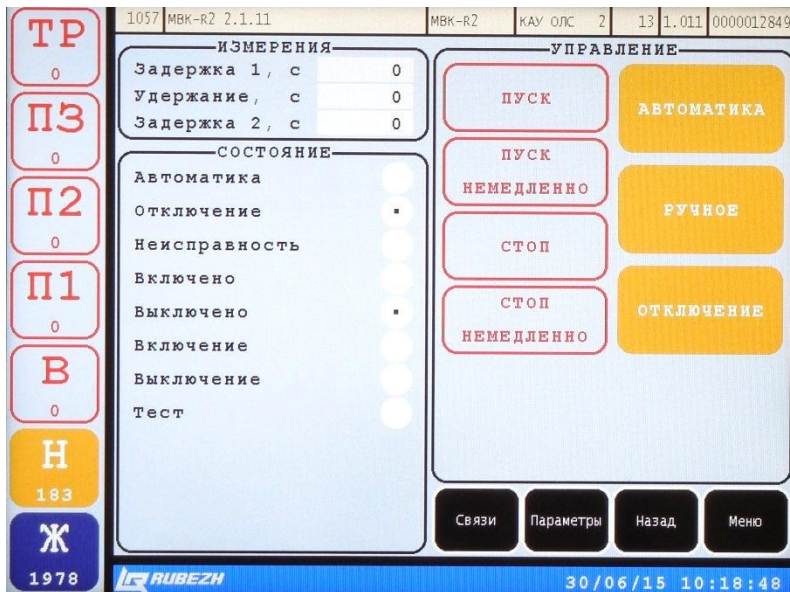 1057 МВК-R2 2.1.11 МВК-R2 КАУ ОЛС 2 13 1.011 0000012849
ТР
0
ПЗ
0
П2
0
П1
0
В
0
Н
183
Ж
1978
ИЗМЕРЕНИЯ
Задержка 1, с 0
Удержание, с 0
Задержка 2, с 0
СОСТОЯНИЕ
Автоматика
Отключение
Неисправность
Включено
Выключено
Включение
Выключение
Тест
УПРАВЛЕНИЕ
ПУСК
ПУСК
НЕМЕДЛЕННО
СТОП
СТОП
НЕМЕДЛЕННО
АВТОМАТИКА
РУЧНОЕ
ОТКЛЮЧЕНИЕ
Связи Параметры Назад Меню
RUBEZH 30/06/15 10:18:48